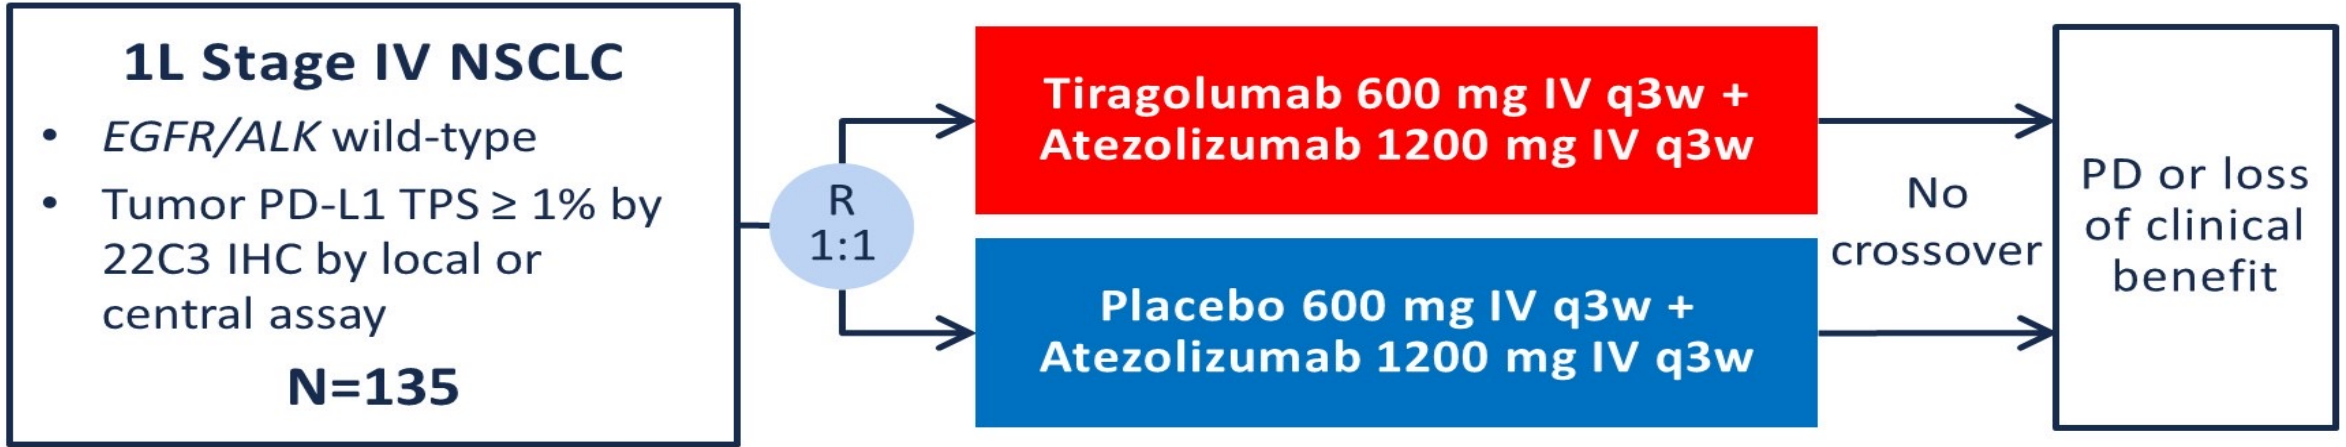 1L Stage IV NSCLC
• EGFR/ALK wild-type
• Tumor PD-L1 TPS ≥ 1% by
22C3 IHC by local or
central assay
N=135
R
1:1
Tiragolumab 600 mg IV q3w +
Atezolizumab 1200 mg IV q3w
Placebo 600 mg IV q3w +
Atezolizumab 1200 mg IV q3w
No
crossover
PD or loss
of clinical
benefit